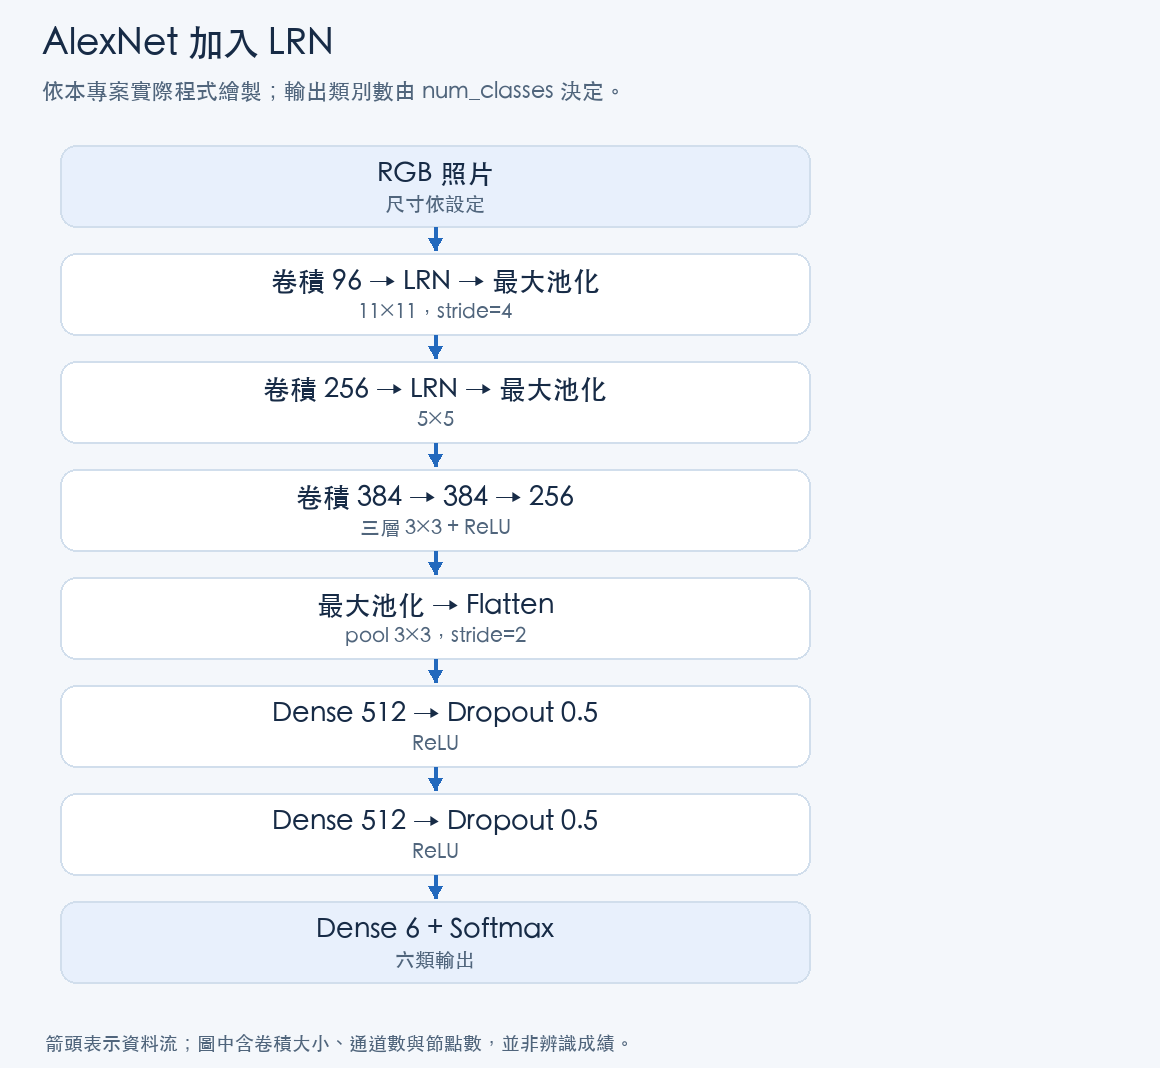 AlexNet 加入 LRN
依本專案實際程式繪製；輸出類別數由 num_classes 決定。
RGB 照片
尺寸依設定
卷積 96 → LRN → 最大池化
11×11，stride=4
卷積 256 → LRN → 最大池化
5×5
卷積 384 → 384 → 256
三層 3×3 + ReLU
最大池化 → Flatten
pool 3×3，stride=2
Dense 512 → Dropout 0.5
ReLU
Dense 512 → Dropout 0.5
ReLU
Dense 6 + Softmax
六類輸出
箭頭表示資料流；圖中含卷積大小、通道數與節點數，並非辨識成績。